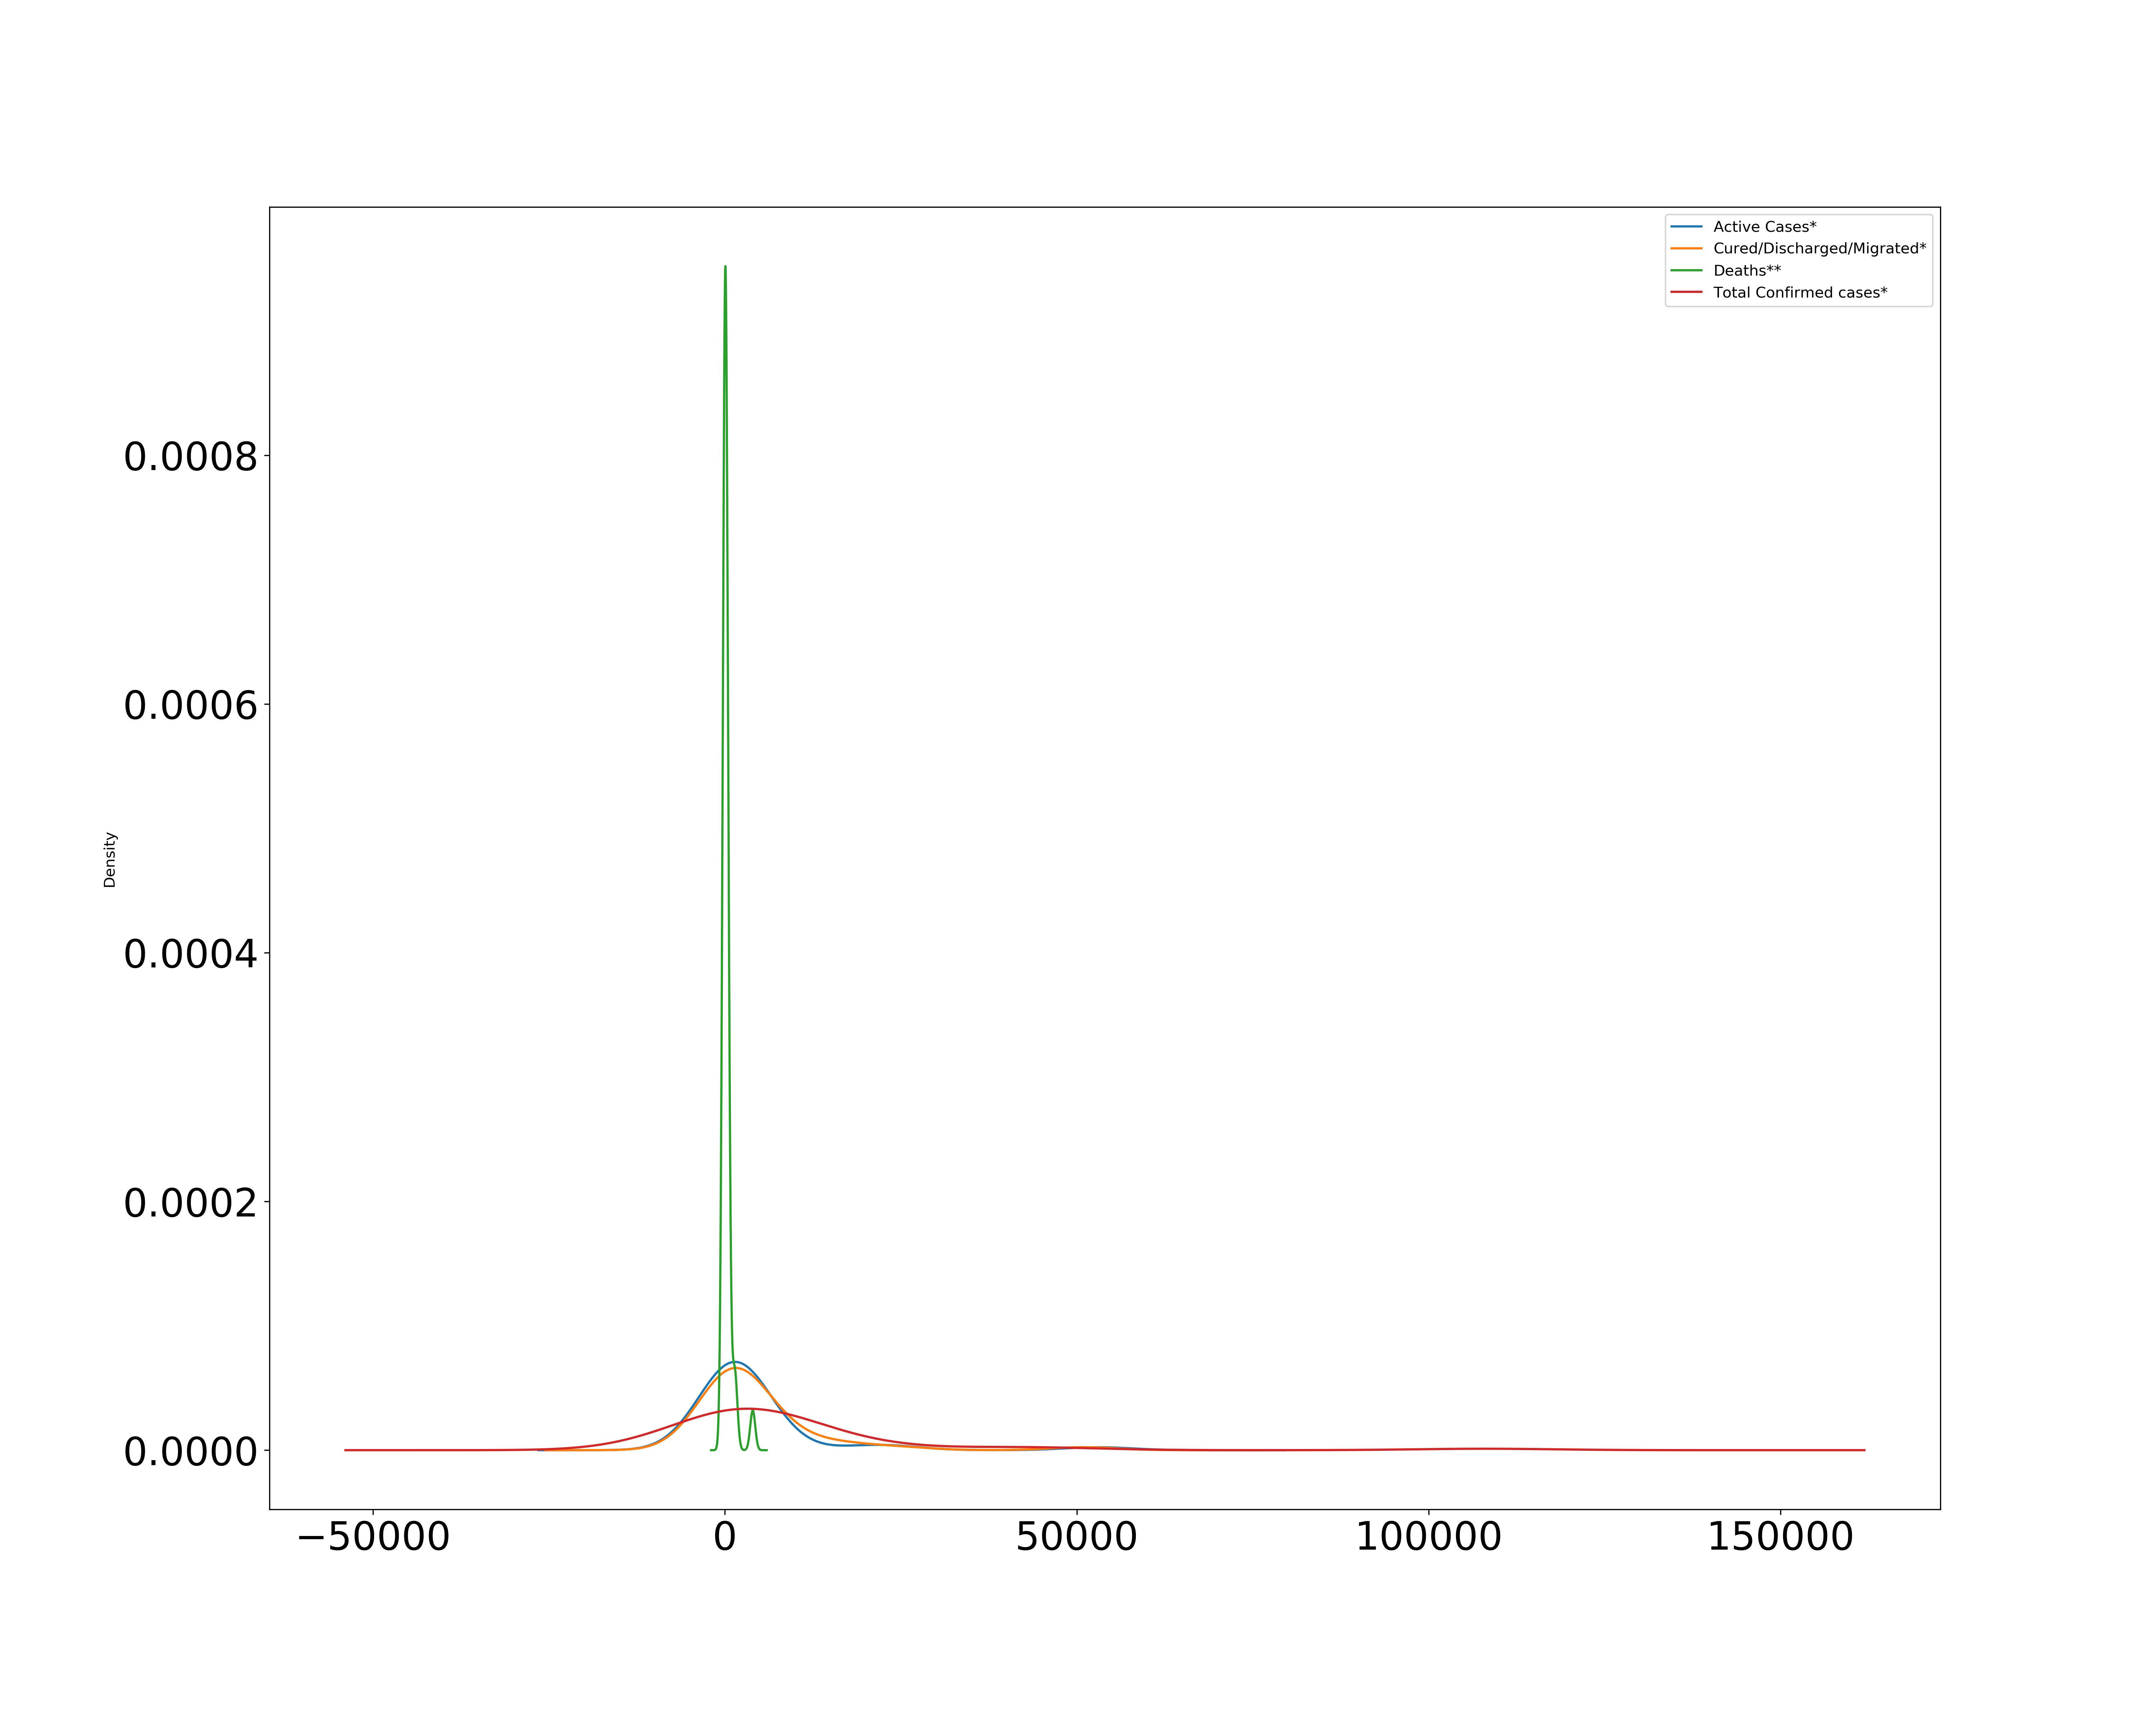 Active Cases*
Cured/Discharged/Migrated*
Deaths**
Total Confirmed cases*
0.0008
0.0006
0.0004
0.0002
0.0000
Density
−50000 0 50000 100000 150000